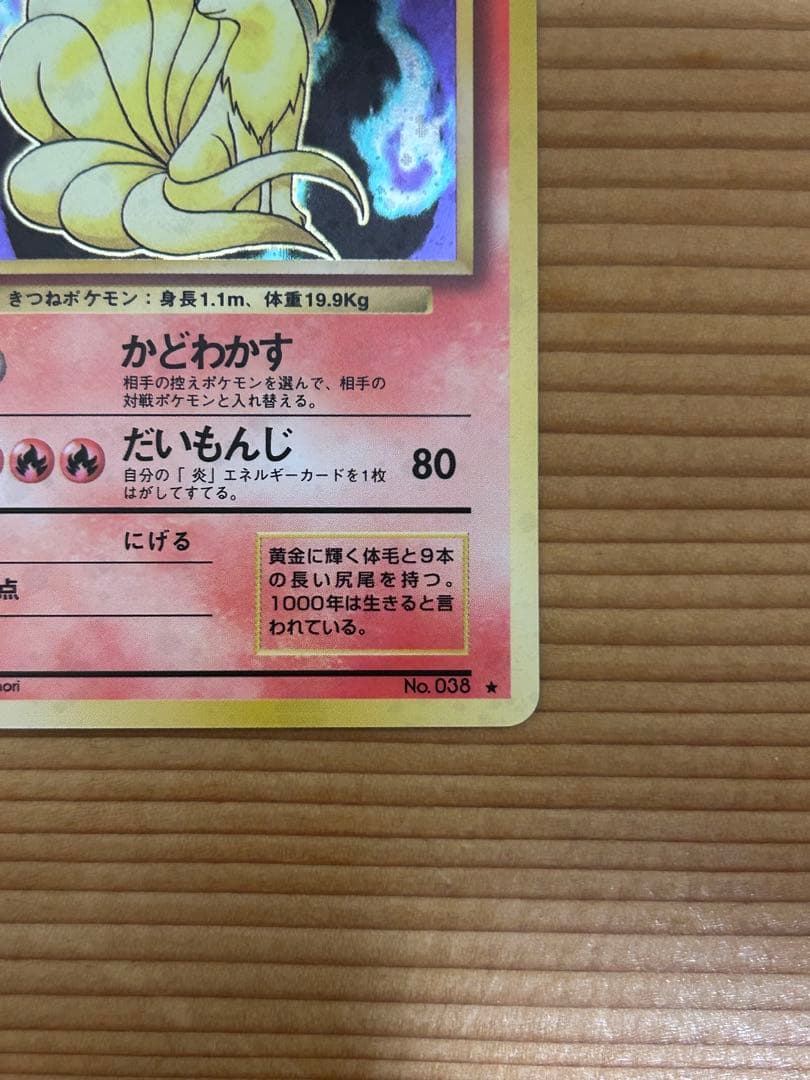 きつねポケモン：身長1.1m、体重19.9Kg
かどわかす
相手の控えポケモンを選んで、相手の
対戦ポケモンと入れ替える。
だいもんじ 80
自分の「炎」エネルギーカードを1枚
はがしてすてる。
にげる
点
黄金に輝く体毛と9本
の長い尻尾を持つ。
1000年は生きると言
われている。
No. 038 ★